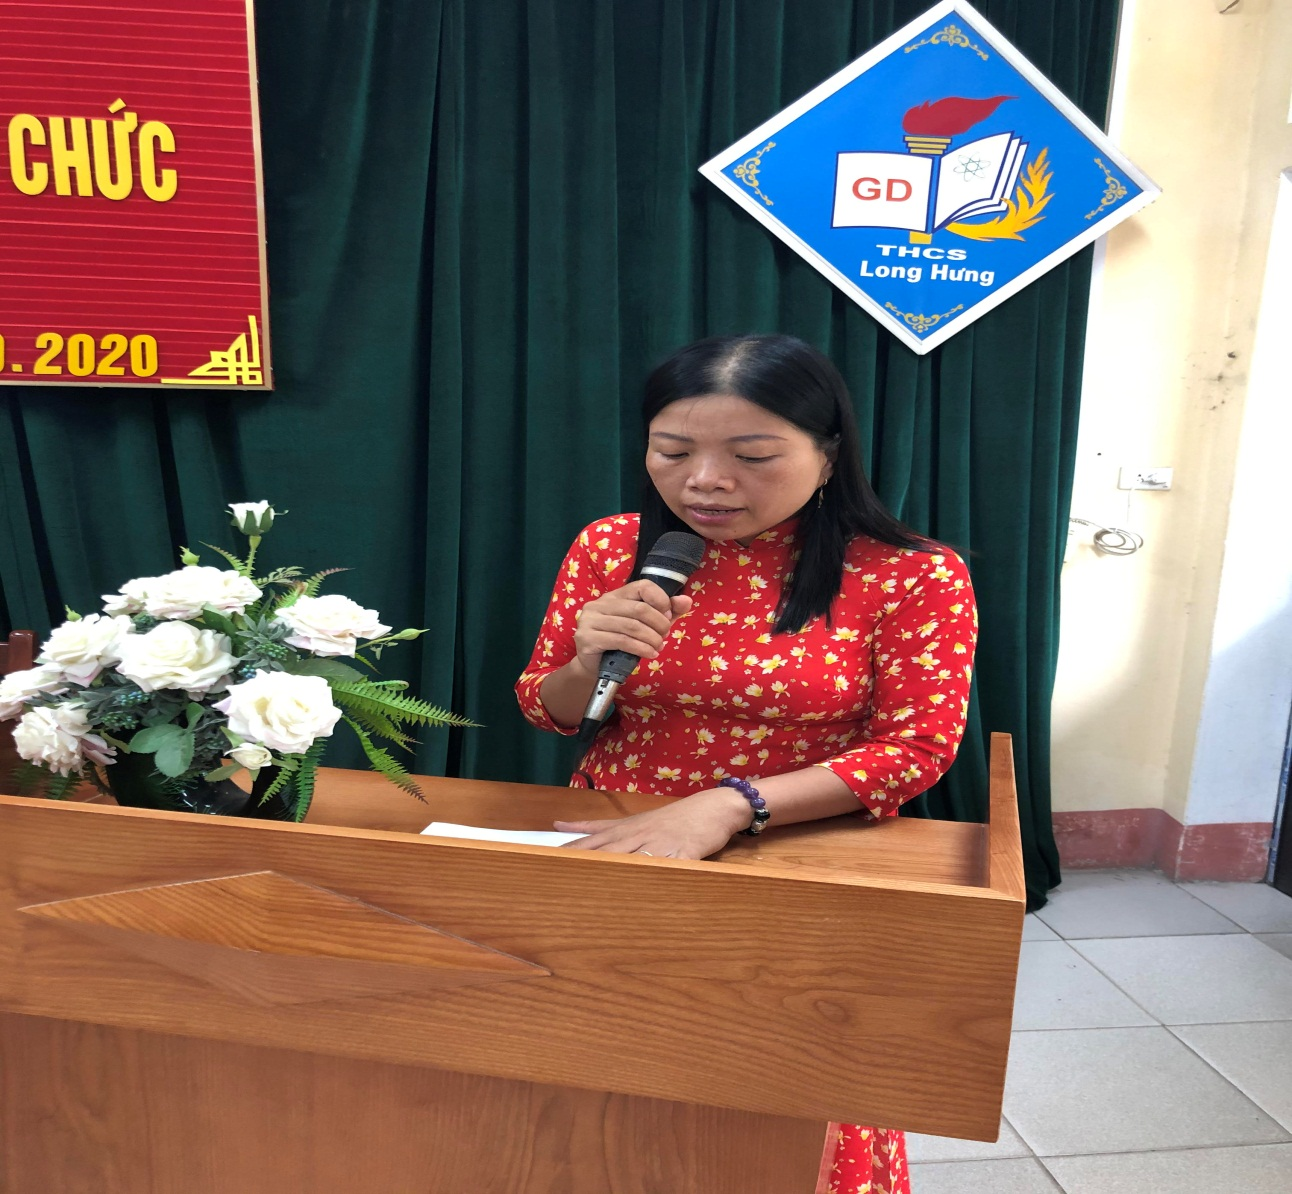 CHỨC
.2020
GD
THCS
Long Hưng